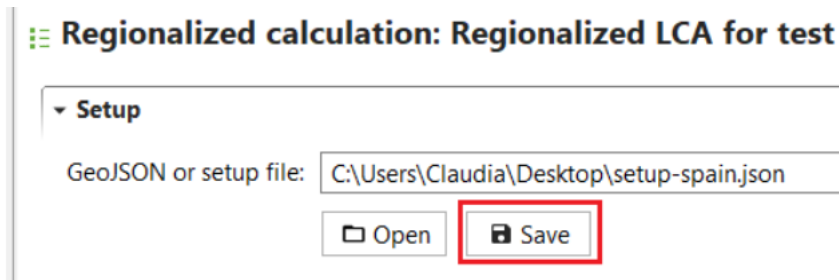 Regionalized calculation: Regionalized LCA for test
Setup
GeoJSON or setup file: C:\Users\Claudia\Desktop\setup-spain.json
Open Save